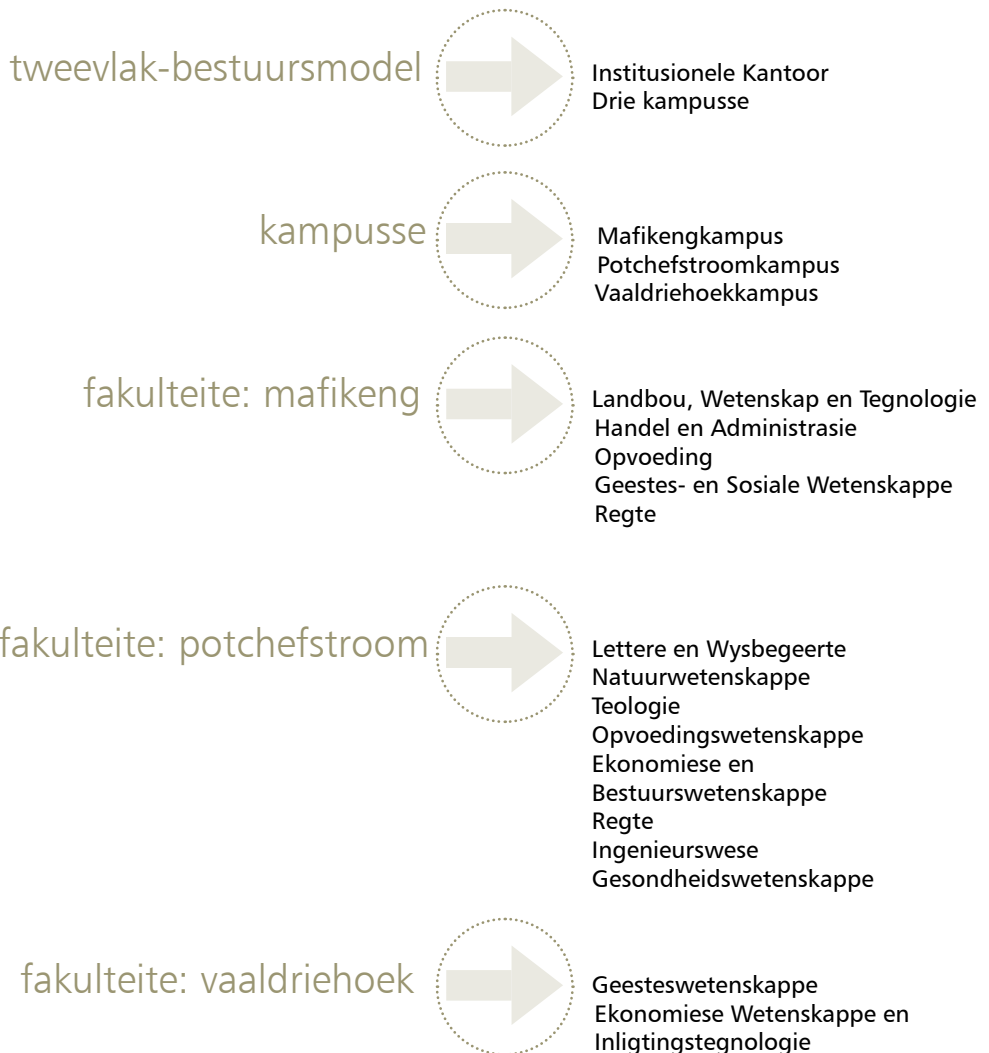 tweevlak-bestuursmodel
Institusionele Kantoor
Drie kampusse
kampusse
Mafikengkampus
Potchefstroomkampus
Vaaldriehoekkampus
fakulteite: mafikeng
Landbou, Wetenskap en Tegnologie
Handel en Administrasie
Opvoeding
Geestes- en Sosiale Wetenskappe
Regte
fakulteite: potchefstroom
Lettere en Wysbegeerte
Natuurwetenskappe
Teologie
Opvoedingswetenskappe
Ekonomiese en
Bestuurswetenskappe
Regte
Ingenieurswese
Gesondheidswetenskappe
fakulteite: vaaldriehoek
Geesteswetenskappe
Ekonomiese Wetenskappe en
Inligtingstegnologie